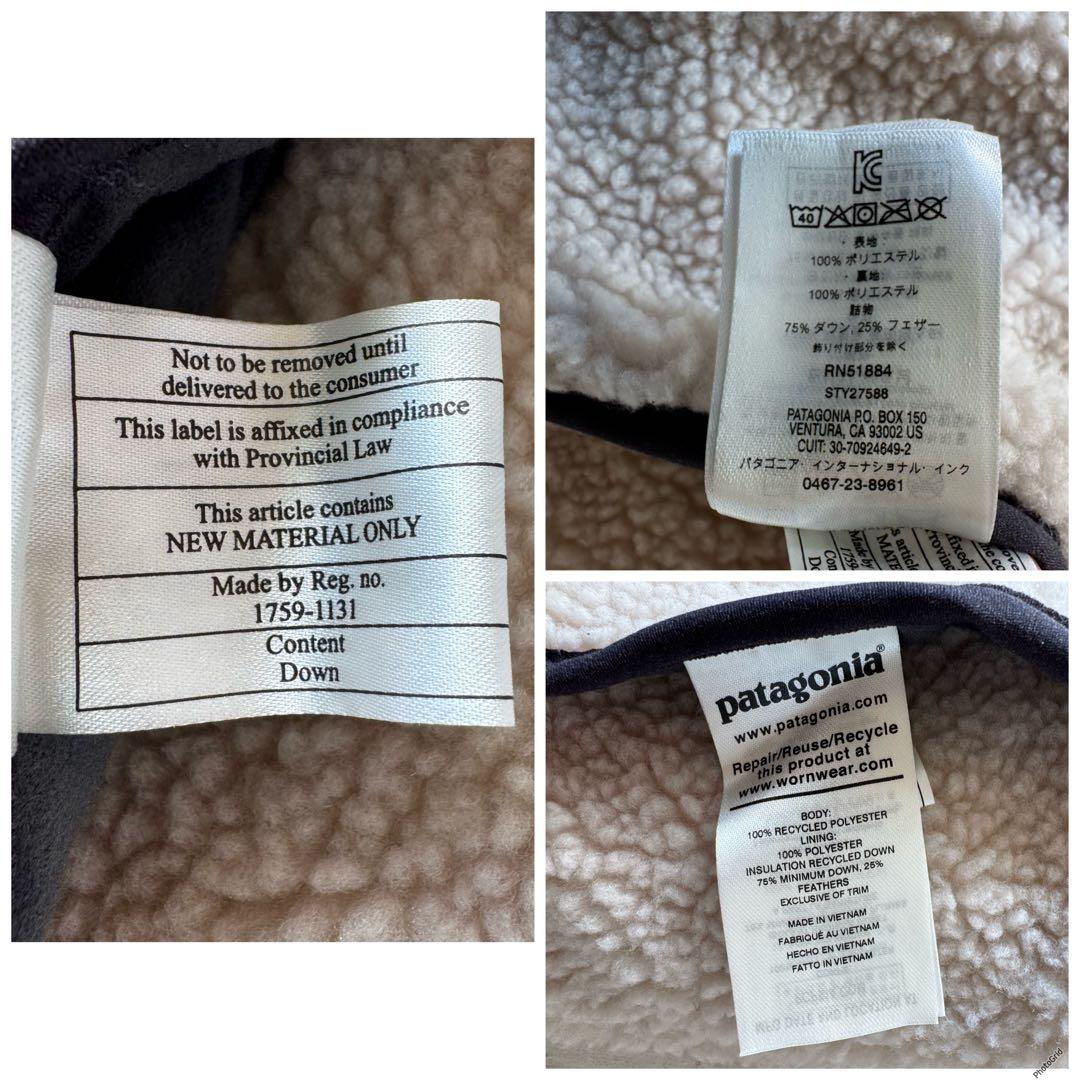 Not to be removed until
delivered to the consumer
This label is affixed in compliance
with Provincial Law
This article contains
NEW MATERIAL ONLY
Made by Reg. no.
1759-1131
Content
Down
40
・表地・
100% ポリエステル
・裏地・
100% ポリエステル
詰物
75% ダウン, 25% フェザー
飾り付け部分を除く
RN51884
STY27588
PATAGONIA P.O. BOX 150
VENTURA, CA 93002 US
CUIT: 30-70924649-2
パタゴニア・インターナショナル・インク
0467-23-8961
patagonia®
www.patagonia.com
Repair/Reuse/Recycle
this product at
www.wornwear.com
BODY:
100% RECYCLED POLYESTER
LINING:
100% POLYESTER
INSULATION RECYCLED DOWN
75% MINIMUM DOWN, 25%
FEATHERS
EXCLUSIVE OF TRIM
MADE IN VIETNAM
FABRIQUÉ AU VIETNAM
HECHO EN VIETNAM
FATTO IN VIETNAM
PhotoGrid